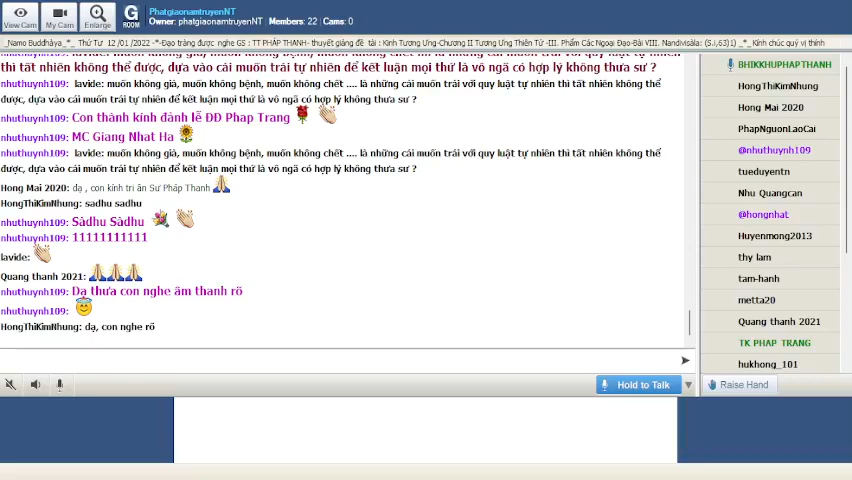 View Cam
My Cam
Enlarge
G
ROOM
PhatgiaonamtruyenNT
Owner: phatgiaonamtruyenNT Members: 22 Cams: 0
_Namo Buddhàya_*_ Thứ Tư 12 /01 /2022 -*-Đạo tràng được nghe GS : TT PHÁP THANH- thuyết giảng đề tài : Kinh Tương Ưng-Chương II Tương Ưng Thiên Tử -III. Phẩm Các Ngoại Đạo-Bài VIII. Nandivisàla: (S.i,63)1) _*_ Kính chúc quý vị thính
thì tất nhiên không thể được, dựa vào cái muốn trái tự nhiên để kết luận mọi thứ là vô ngã có hợp lý không thưa sư ?
nhuthuynh109: lavide: muốn không già, muốn không bệnh, muốn không chết .... là những cái muốn trái với quy luật tự nhiên thì tất nhiên không thể
được, dựa vào cái muốn trái tự nhiên để kết luận mọi thứ là vô ngã có hợp lý không thưa sư ?
nhuthuynh109: Con thành kính đảnh lễ ĐĐ Phap Trang
nhuthuynh109: MC Giang Nhat Ha
nhuthuynh109: lavide: muốn không già, muốn không bệnh, muốn không chết .... là những cái muốn trái với quy luật tự nhiên thì tất nhiên không thể
được, dựa vào cái muốn trái tự nhiên để kết luận mọi thứ là vô ngã có hợp lý không thưa sư ?
Hong Mai 2020: dạ , con kính tri ân Sư Pháp Thanh
HongThiKimNhung: sadhu sadhu
nhuthuynh109: Sàdhu Sàdhu
nhuthuynh109: 11111111111
lavide:
Quang thanh 2021:
nhuthuynh109: Dạ thưa con nghe âm thanh rõ
nhuthuynh109:
HongThiKimNhung: dạ, con nghe rõ
Hold to Talk
BHIKKHUPHAPTHANH
HongThiKimNhung
Hong Mai 2020
PhapNguonLaoCai
@nhuthuynh109
tueduyentn
Nhu Quangcan
@hongnhat
Huyenmong2013
thy lam
tam-hanh
metta20
Quang thanh 2021
TK PHAP TRANG
hukhong_101
Raise Hand